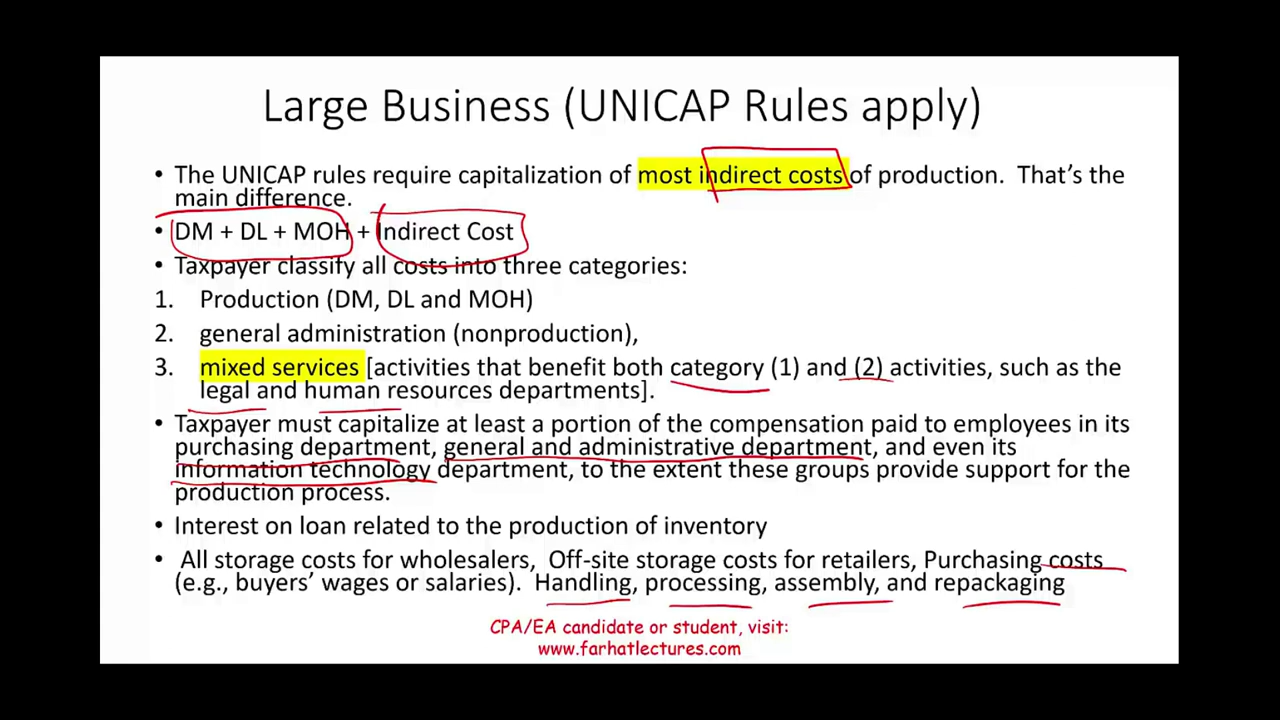 Large Business (UNICAP Rules apply)
• The UNICAP rules require capitalization of most indirect costs of production. That's the
main difference.
• DM + DL + MOH + Indirect Cost
• Taxpayer classify all costs into three categories:
1. Production (DM, DL and MOH)
2. general administration (nonproduction),
3. mixed services [activities that benefit both category (1) and (2) activities, such as the
legal and human resources departments].
• Taxpayer must capitalize at least a portion of the compensation paid to employees in its
purchasing department, general and administrative department, and even its
information technology department, to the extent these groups provide support for the
production process.
• Interest on loan related to the production of inventory
• All storage costs for wholesalers, Off-site storage costs for retailers, Purchasing costs
(e.g., buyers' wages or salaries). Handling, processing, assembly, and repackaging
CPA/EA candidate or student, visit:
www.farhatlectures.com